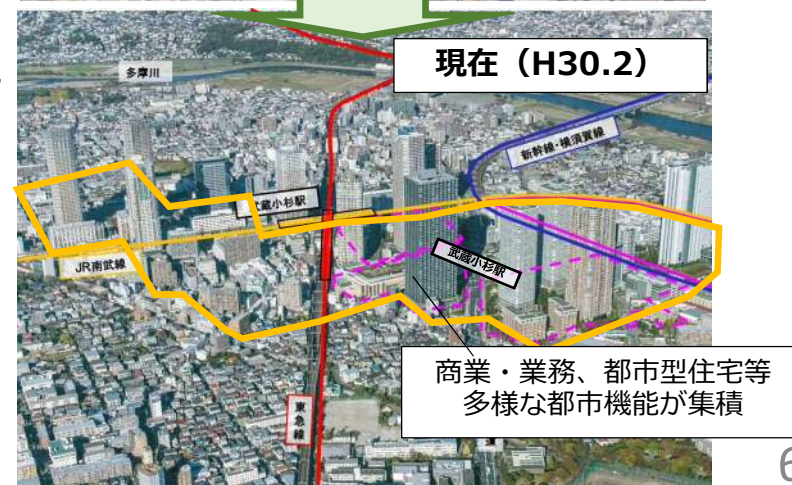 現在（H30.2）
多摩川
新幹線・横須賀線
武蔵小杉駅
武蔵小杉駅
JR南武線
商業・業務、都市型住宅等
多様な都市機能が集積
東急線
6